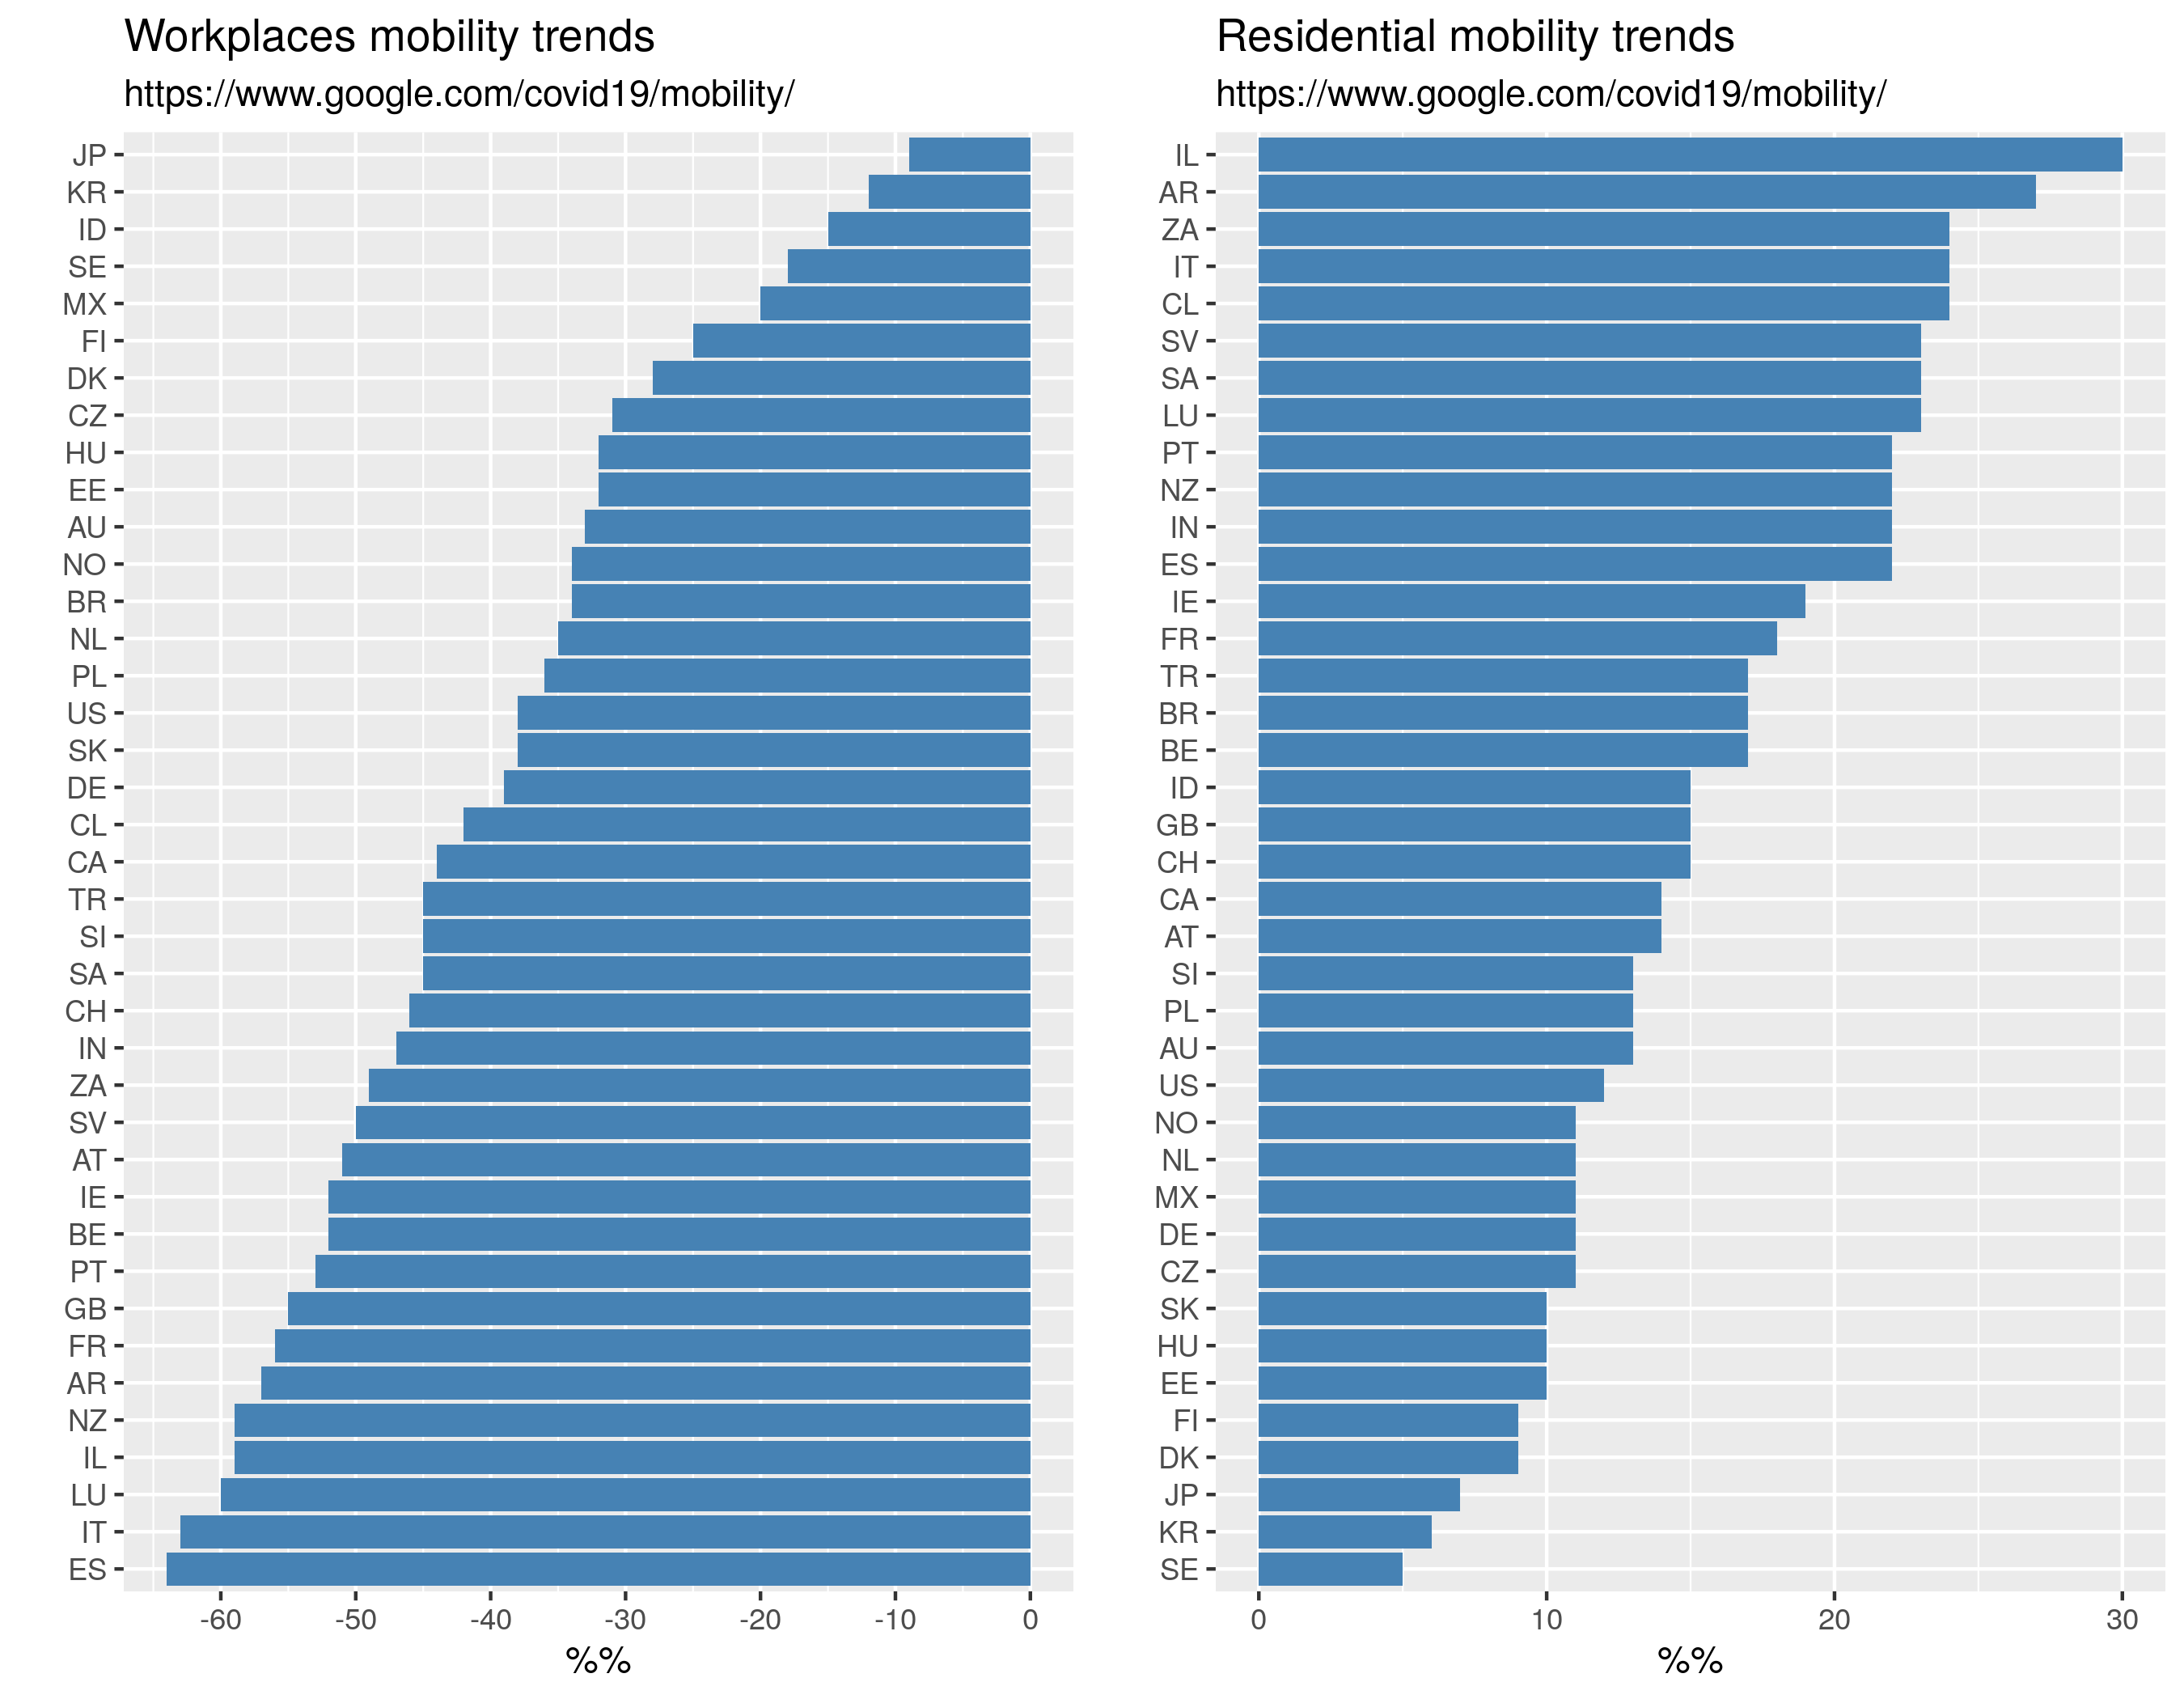 Workplaces mobility trends
https://www.google.com/covid19/mobility/
JP
KR
ID
SE
MX
FI
DK
CZ
HU
EE
AU
NO
BR
NL
PL
US
SK
DE
CL
CA
TR
SI
SA
CH
IN
ZA
SV
AT
IE
BE
PT
GB
FR
AR
NZ
IL
LU
IT
ES
-60 -50 -40 -30 -20 -10 0
%%
Residential mobility trends
https://www.google.com/covid19/mobility/
IL
AR
ZA
IT
CL
SV
SA
LU
PT
NZ
IN
ES
IE
FR
TR
BR
BE
ID
GB
CH
CA
AT
SI
PL
AU
US
NO
NL
MX
DE
CZ
SK
HU
EE
FI
DK
JP
KR
SE
0 10 20 30
%%